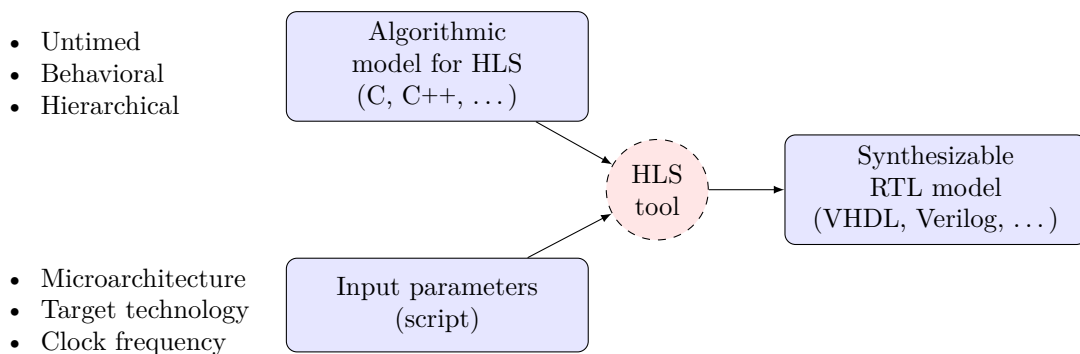 • Untimed
• Behavioral
• Hierarchical
Algorithmic
model for HLS
(C, C++, . . . )
HLS
tool
Synthesizable
RTL model
(VHDL, Verilog, . . . )
• Microarchitecture
• Target technology
• Clock frequency
Input parameters
(script)